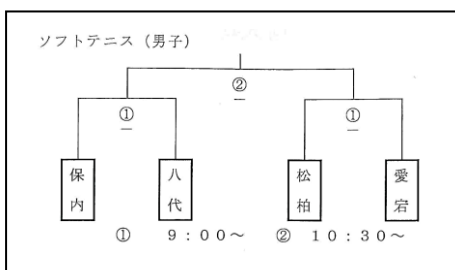 ソフトテニス（男子）
②
―
① ①
― ―
保内 八代 松柏 愛宕
① 9：00～ ② 10：30～